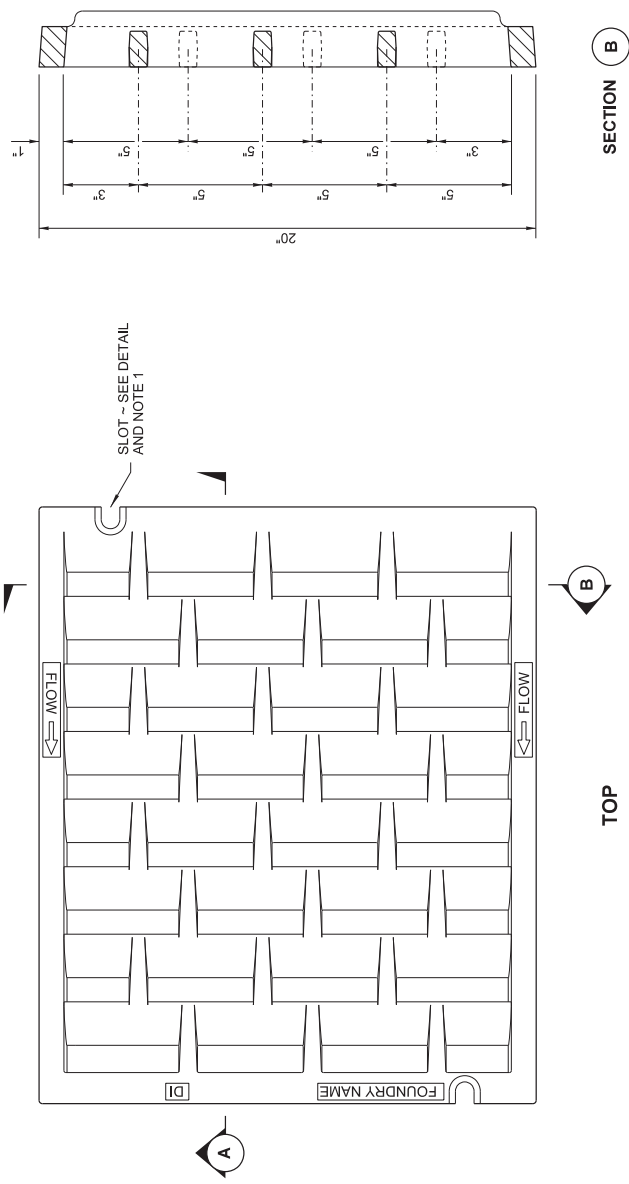 1"
5"
5"
5"
3"
3"
5"
5"
5"
20"
SECTION
B
SLOT ~ SEE DETAIL
AND NOTE 1
FLOW
FLOW
DI
FOUNDRY NAME
A
B
TOP